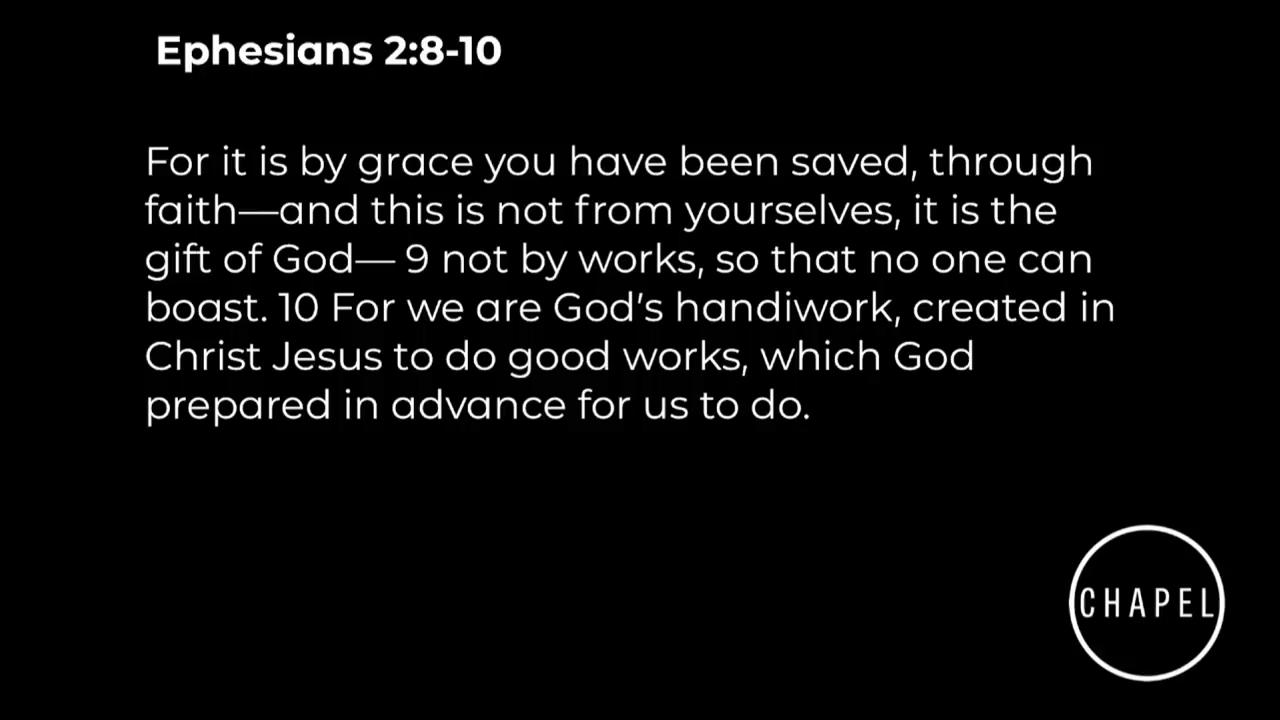 Ephesians 2:8-10
For it is by grace you have been saved, through
faith—and this is not from yourselves, it is the
gift of God— 9 not by works, so that no one can
boast. 10 For we are God’s handiwork, created in
Christ Jesus to do good works, which God
prepared in advance for us to do.
CHAPEL